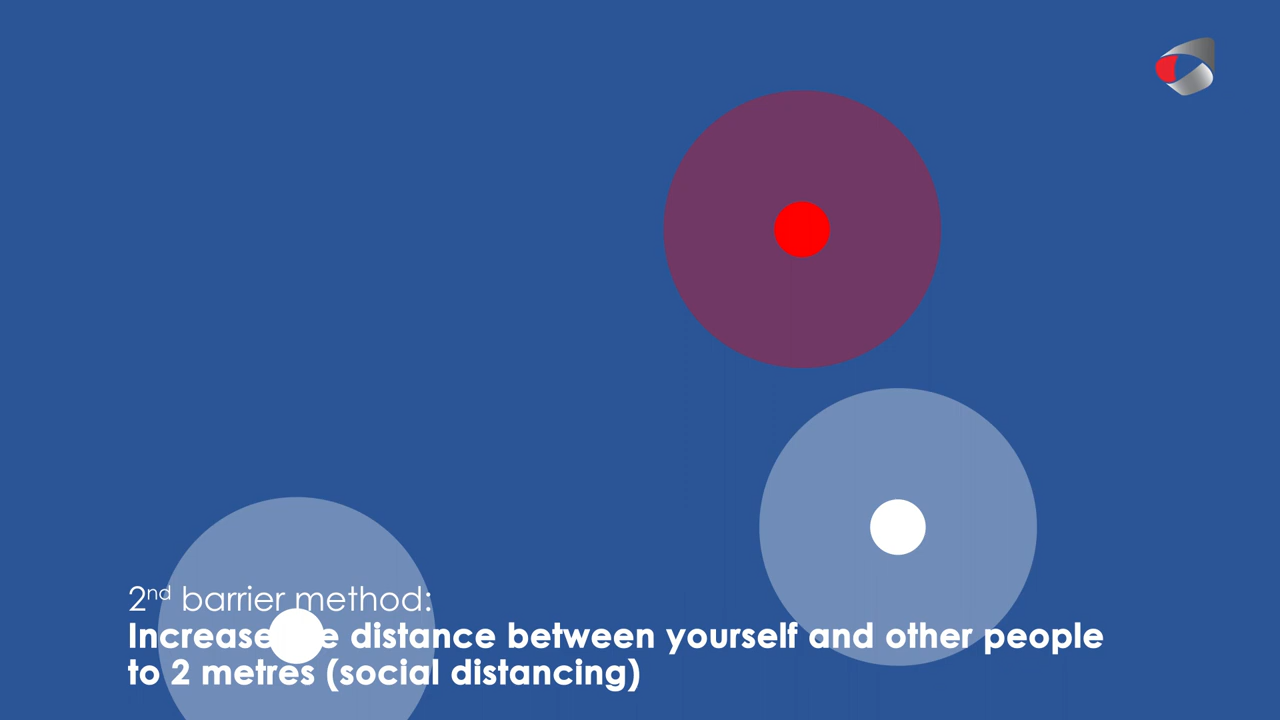 2nd barrier method:
Increase distance between yourself and other people
to 2 metres (social distancing)